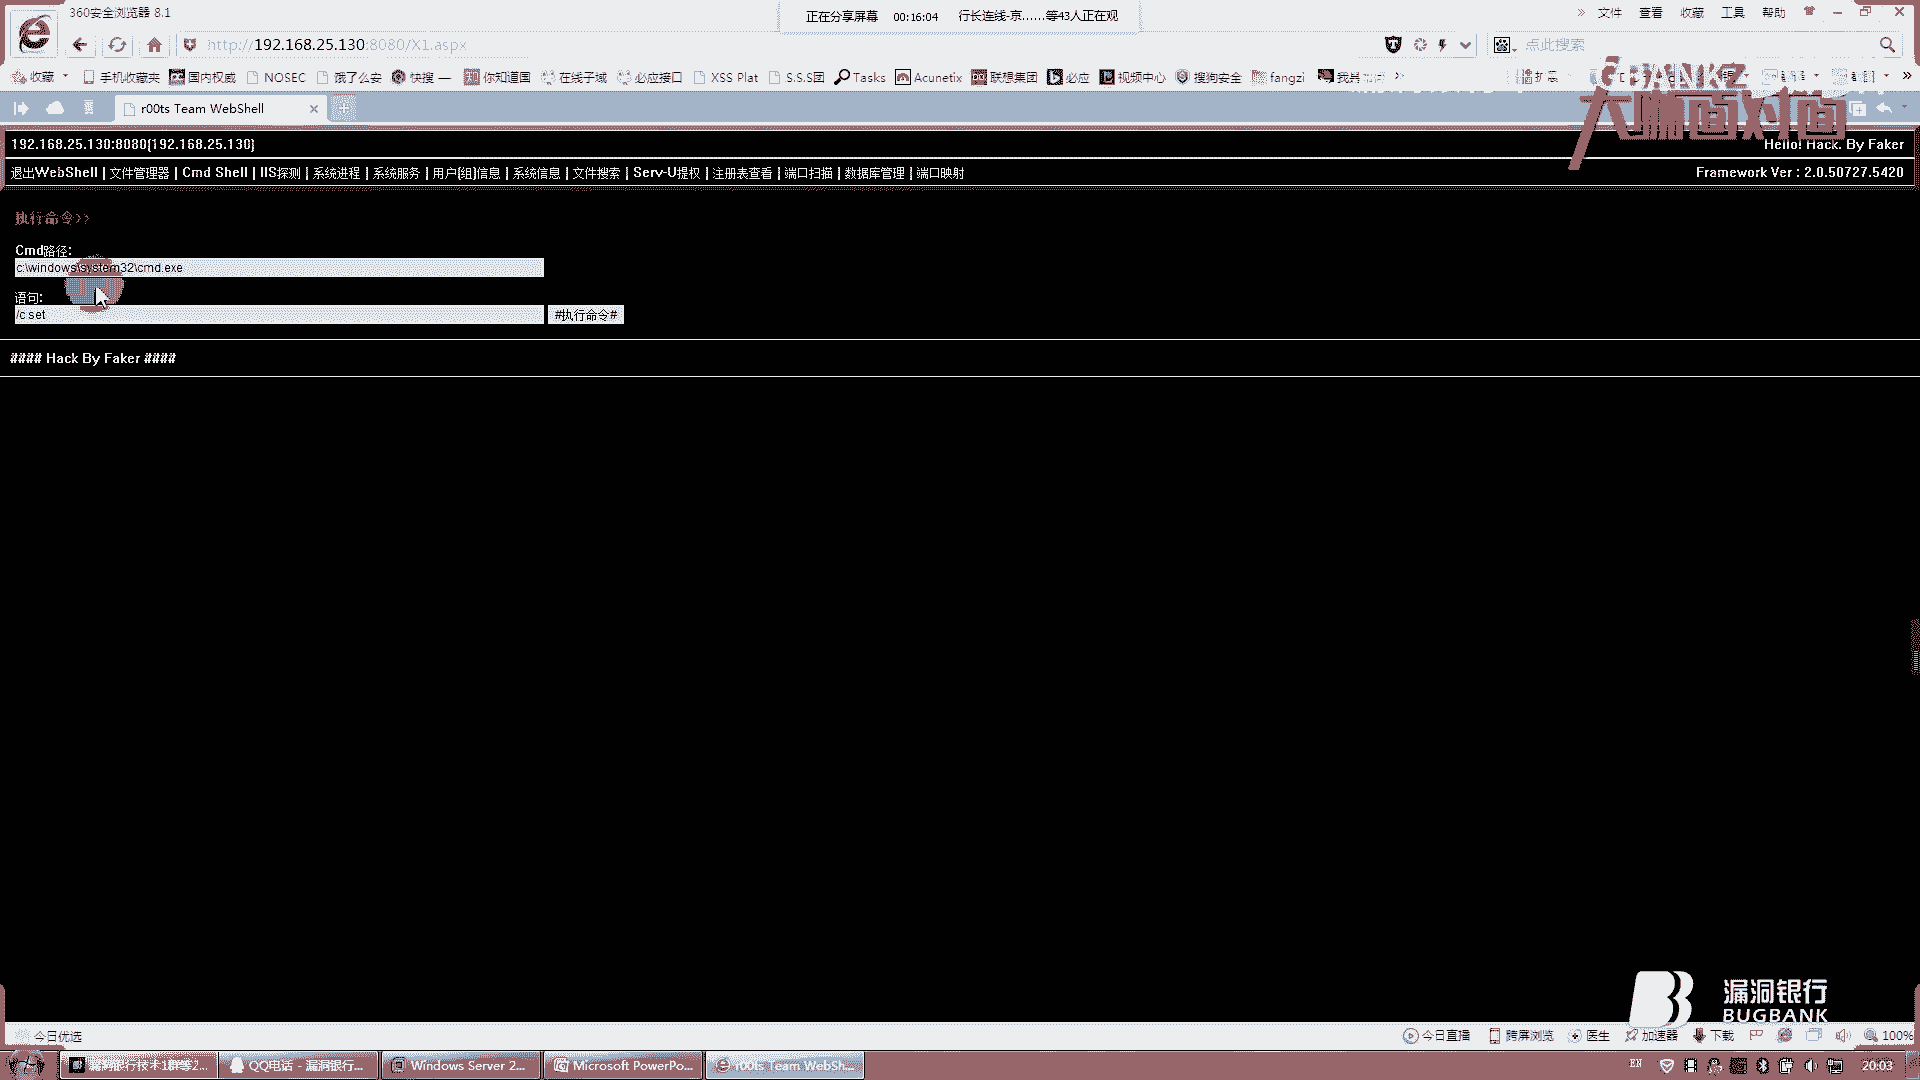 360安全浏览器 8.1
正在分享屏幕 00:16:04 行长连线-京......等43人正在观
文件 查看 收藏 工具 帮助
http://192.168.25.130:8080/X1.aspx
点此搜索
收藏 手机收藏夹 国内权威 NOSEC 饿了么安 快搜 一 你知道国 在线子域 必应接口 XSS Plat S.S.S团 Tasks Acunetix 联想集团 必应 视频中心 搜狗安全 fangzi
r00ts Team WebShell
大咖面对面
192.168.25.130:8080(192.168.25.130)
Hello! Hack. By Faker
退出WebShell | 文件管理器 | Cmd Shell | IIS探测 | 系统进程 | 系统服务 | 用户(组)信息 | 系统信息 | 文件搜索 | Serv-U提权 | 注册表查看 | 端口扫描 | 数据库管理 | 端口映射
Framework Ver : 2.0.50727.5420
执行命令>>
Cmd路径:
c:\windows\system32\cmd.exe
语句:
/c set
#执行命令#
#### Hack By Faker ####
漏洞银行
BUGBANK
今日优选
今日直播 跨屏浏览 医生 加速器 下载 100%
漏洞银行技术1群等2... QQ电话 - 漏洞银行... Windows Server 2... Microsoft PowerPo... r00ts Team WebSh...
EN 20:03